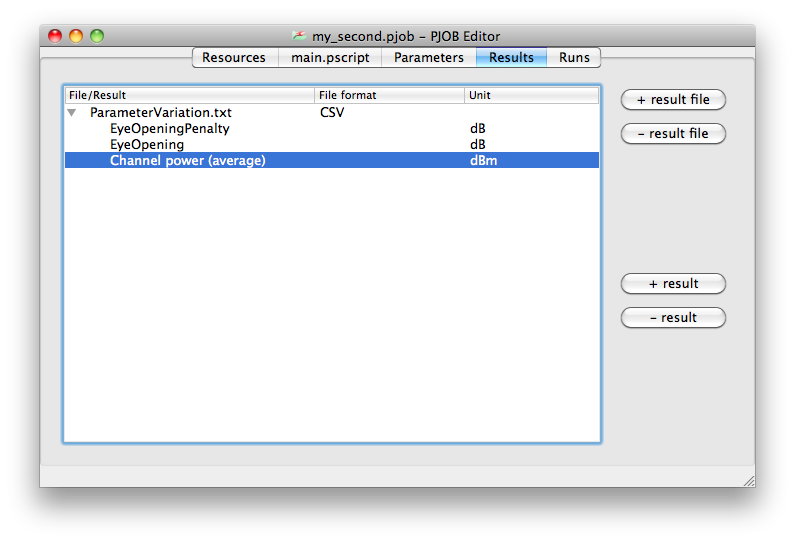 my_second.pjob – PJOB Editor
Resources main.pscript Parameters Results Runs
File/Result File format Unit
ParameterVariation.txt CSV
EyeOpeningPenalty dB
EyeOpening dB
Channel power (average) dBm
+ result file
– result file
+ result
– result